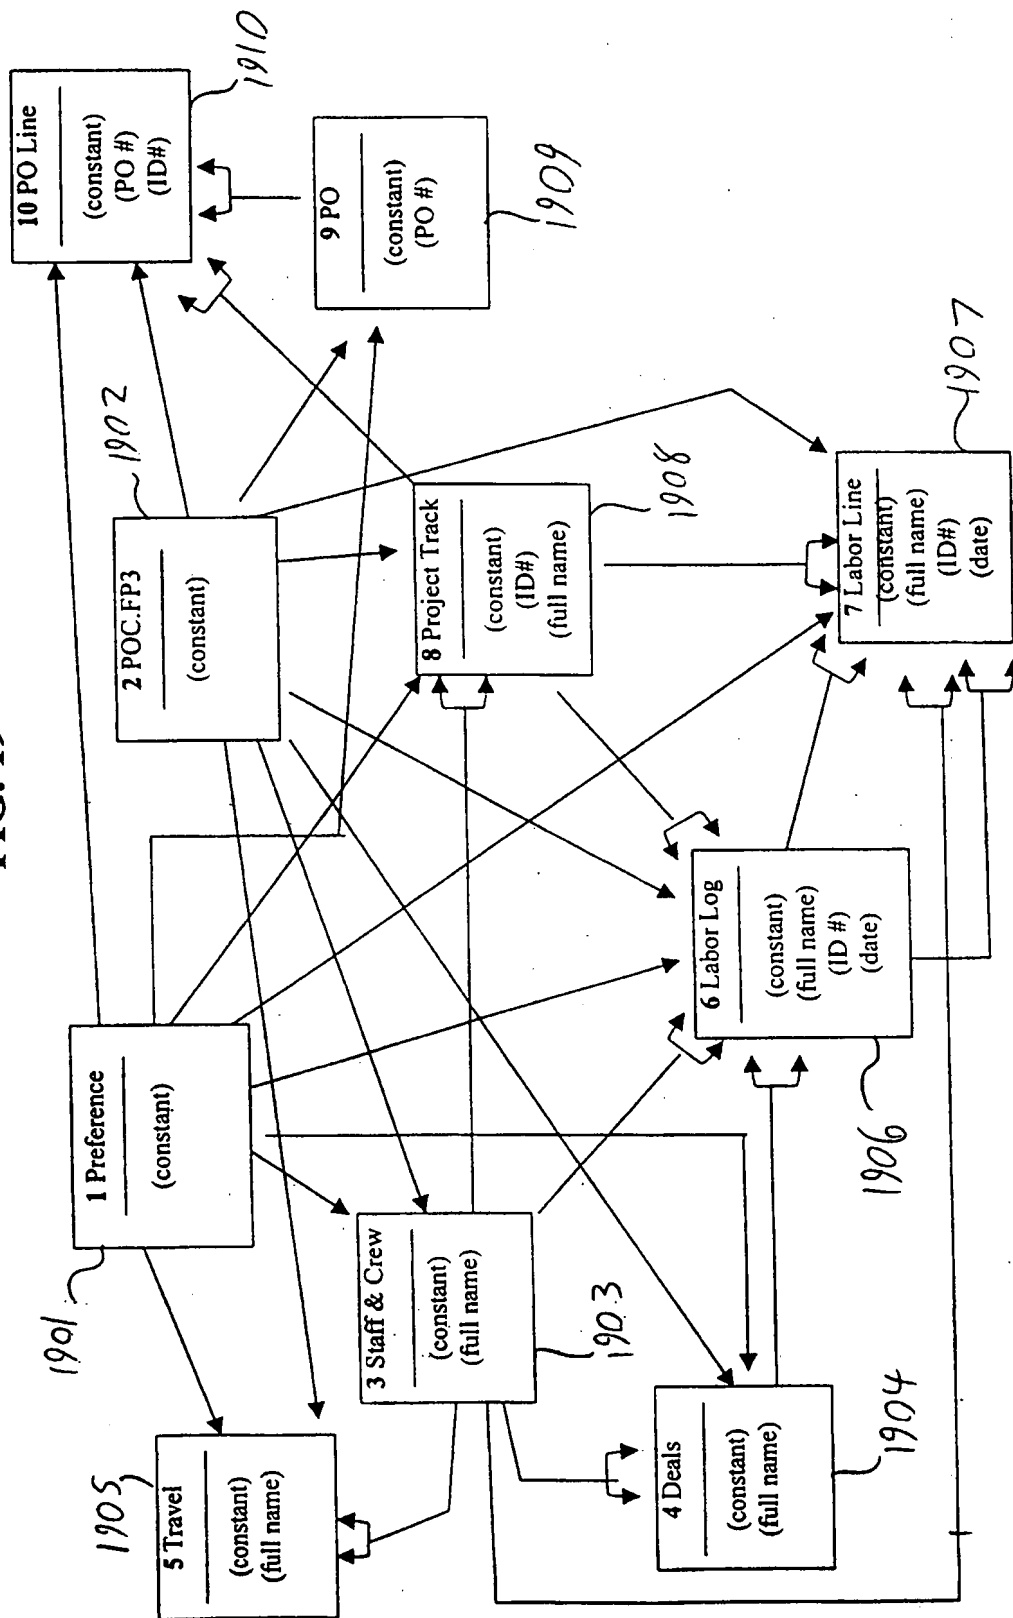 10 PO Line
(constant)
(PO #)
(ID#)
1910
9 PO
(constant)
(PO #)
1909
2 POC.FP3
(constant)
1902
8 Project Track
(constant)
(ID#)
(full name)
1908
7 Labor Line
(constant)
(full name)
(ID#)
(date)
1907
1 Preference
(constant)
1901
6 Labor Log
(constant)
(full name)
(ID #)
(date)
1906
3 Staff & Crew
(constant)
(full name)
1903
5 Travel
(constant)
(full name)
1905
4 Deals
(constant)
(full name)
1904